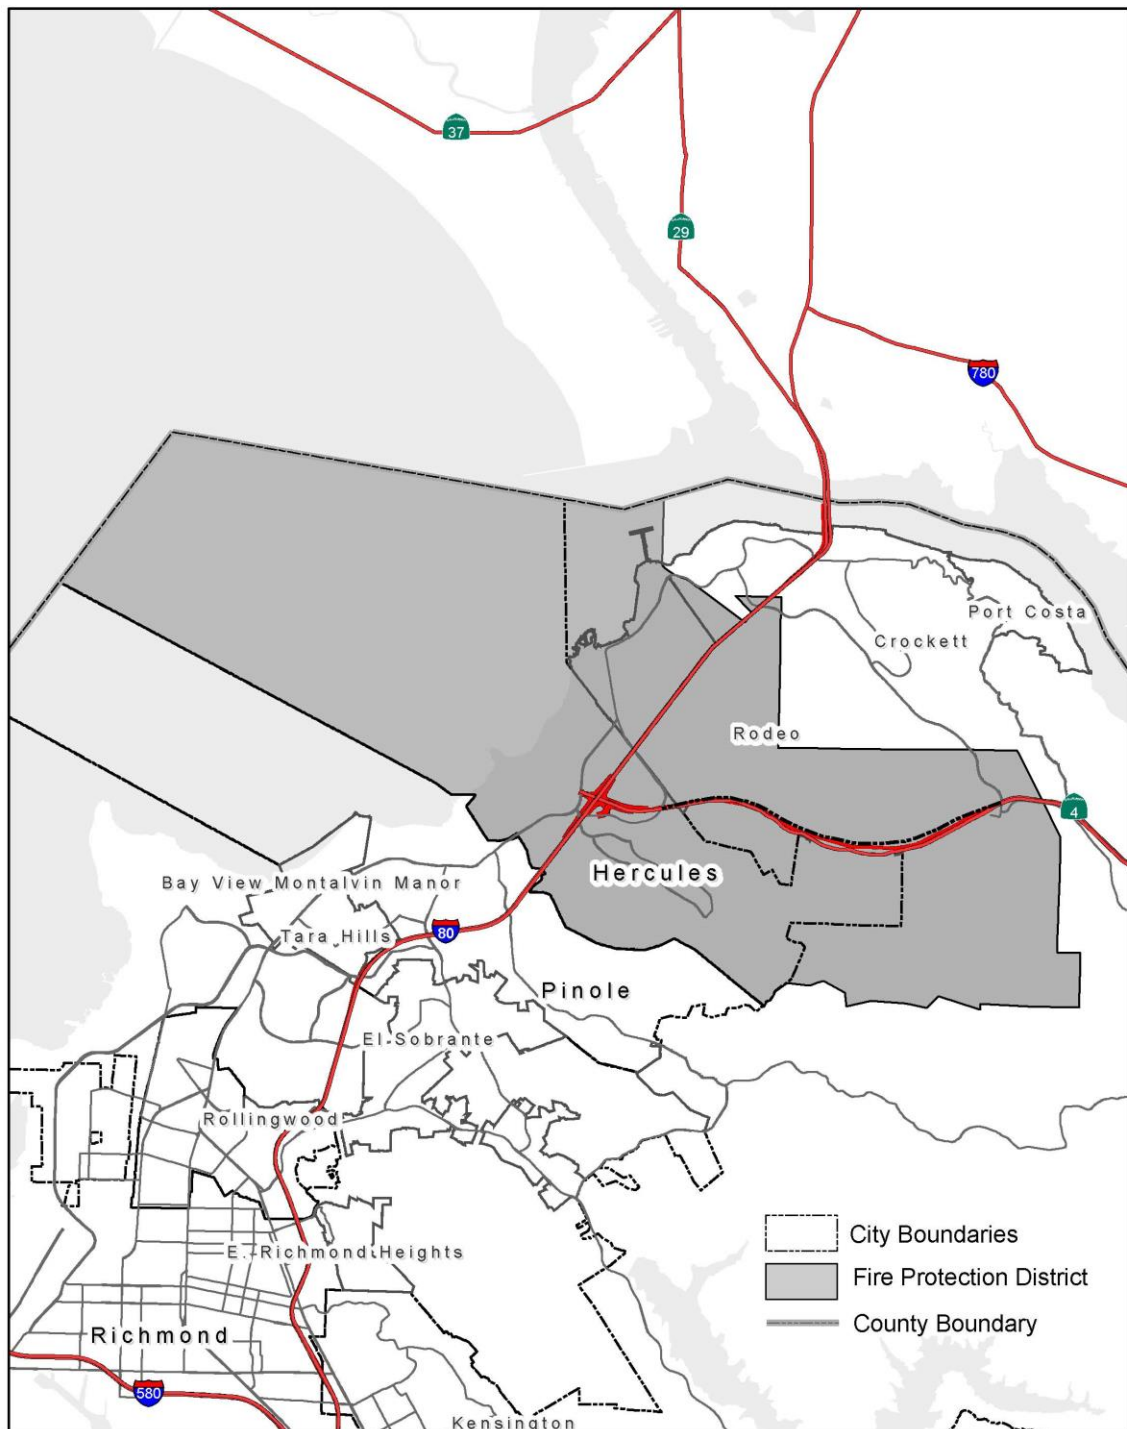 37
29
780
Port Costa
Crockett
Rodeo
4
Hercules
Bay View Montalvin Manor
80
Tara Hills
Pinole
El Sobrante
Rollingwood
City Boundaries
E. Richmond Heights
Fire Protection District
County Boundary
Richmond
580
Kensington